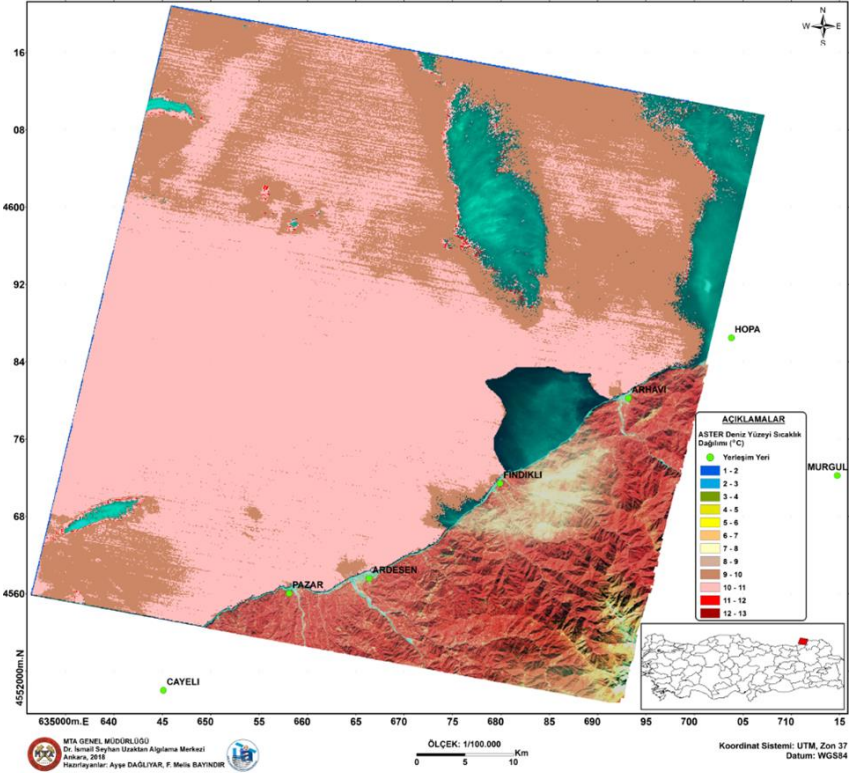 N
W E
S
16
08
4600
92
84
76
68
4560
4552000m.N
HOPA
ARHAVI
MURGUL
FINDIKLI
ARDESEN
PAZAR
CAYELI
AÇIKLAMALAR
ASTER Deniz Yüzeyi Sıcaklık
Dağılımı (°C)
Yerleşim Yeri
1 - 2
2 - 3
3 - 4
4 - 5
5 - 6
6 - 7
7 - 8
8 - 9
9 - 10
10 - 11
11 - 12
12 - 13
635000m.E 640 45 650 55 660 65 670 75 680 85 690 95 700 05 710 15
MTA
MTA GENEL MÜDÜRLÜĞÜ
Dr. İsmail Seyhan Uzaktan Algılama Merkezi
Ankara, 2018
Hazırlayanlar: Ayşe DAĞLIYAR, F. Melis BAYINDIR
ÖLÇEK: 1/100.000
Km
0 5 10
Koordinat Sistemi: UTM, Zon 37
Datum: WGS84